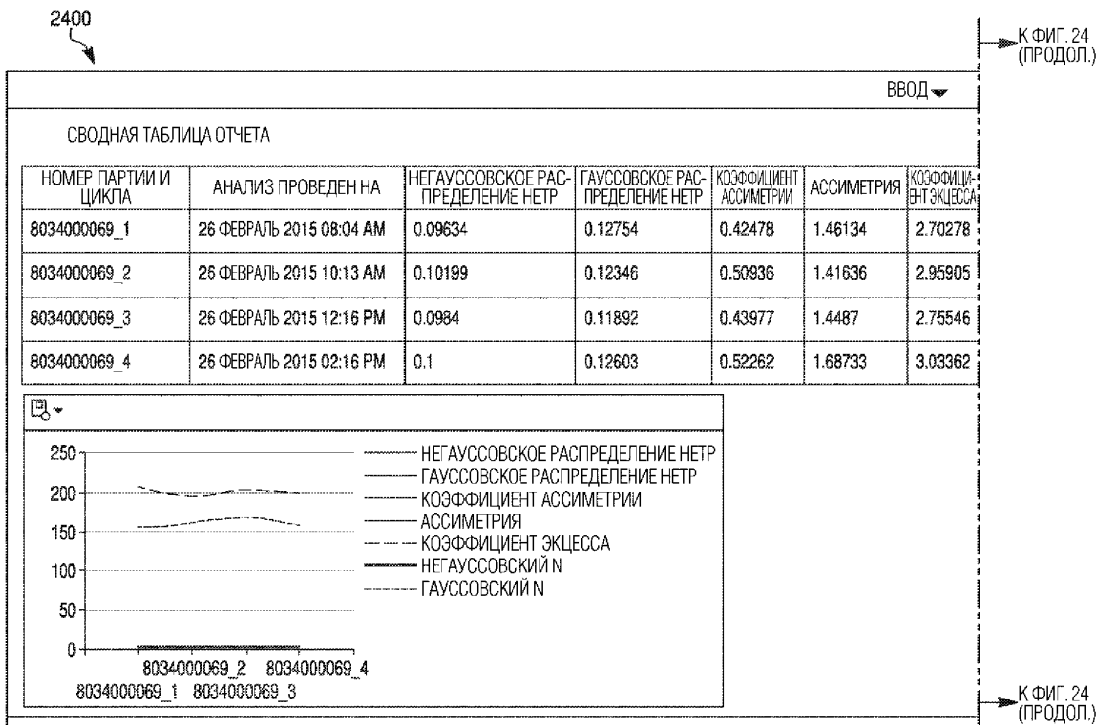 2400
К ФИГ. 24
(ПРОДОЛ.)
ВВОД
СВОДНАЯ ТАБЛИЦА ОТЧЕТА
НОМЕР ПАРТИИ И
ЦИКЛА
АНАЛИЗ ПРОВЕДЕН НА
НЕГАУССОВСКОЕ РАС-
ПРЕДЕЛЕНИЕ HETP
ГАУССОВСКОЕ РАС-
ПРЕДЕЛЕНИЕ HETP
КОЭФФИЦИЕНТ
АССИМЕТРИИ
АССИМЕТРИЯ
КОЭФФИЦИ-
ЕНТ ЭКЦЕССА
8034000069_1 26 ФЕВРАЛЬ 2015 08:04 AM 0.09634 0.12754 0.42478 1.46134 2.70278
8034000069_2 26 ФЕВРАЛЬ 2015 10:13 AM 0.10199 0.12346 0.50936 1.41636 2.95905
8034000069_3 26 ФЕВРАЛЬ 2015 12:16 PM 0.0984 0.11892 0.43977 1.4487 2.75546
8034000069_4 26 ФЕВРАЛЬ 2015 02:16 PM 0.1 0.12603 0.52262 1.68733 3.03362
250
200
150
100
50
0
НЕГАУССОВСКОЕ РАСПРЕДЕЛЕНИЕ HETP
ГАУССОВСКОЕ РАСПРЕДЕЛЕНИЕ HETP
КОЭФФИЦИЕНТ АССИМЕТРИИ
АССИМЕТРИЯ
КОЭФФИЦИЕНТ ЭКЦЕССА
НЕГАУССОВСКИЙ N
ГАУССОВСКИЙ N
8034000069_2 8034000069_4
8034000069_1 8034000069_3
К ФИГ. 24
(ПРОДОЛ.)